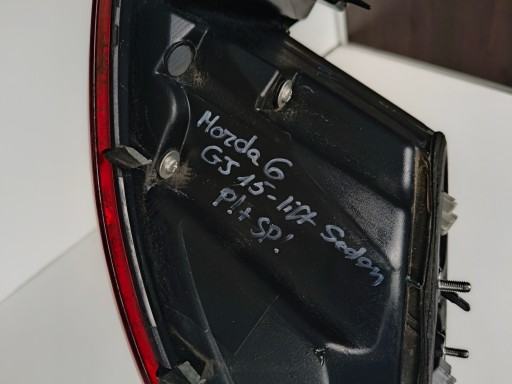 Mazda 6
GJ 15-lift Sedan
P!+SP!